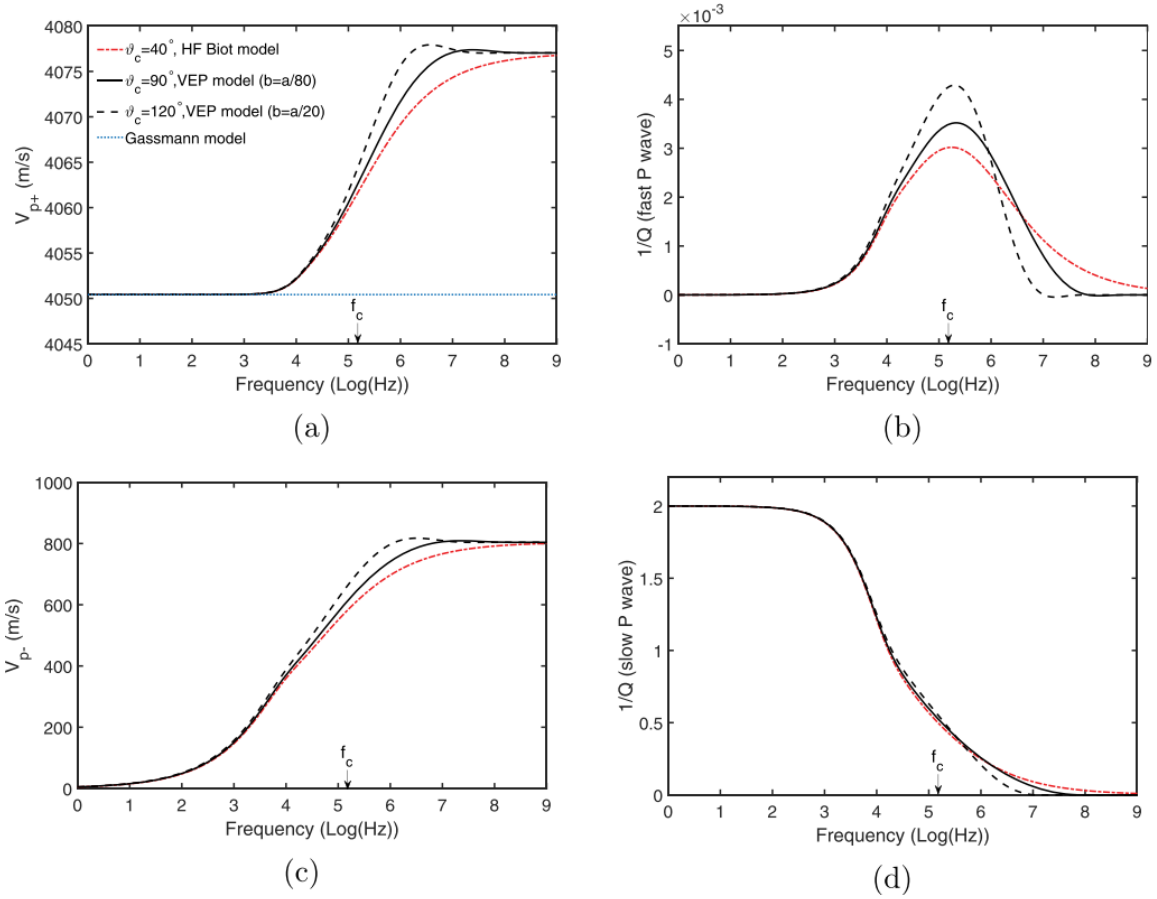 4080
4075
4070
4065
4060
4055
4050
4045
V_{p+} (m/s)
ϑ_c=40°, HF Biot model
ϑ_c=90°,VEP model (b=a/80)
ϑ_c=120°,VEP model (b=a/20)
Gassmann model
f_c
0 1 2 3 4 5 6 7 8 9
Frequency (Log(Hz))
(a)
×10^{-3}
5
4
3
2
1
0
-1
1/Q (fast P wave)
f_c
0 1 2 3 4 5 6 7 8 9
Frequency (Log(Hz))
(b)
1000
800
600
400
200
0
V_{p-} (m/s)
f_c
0 1 2 3 4 5 6 7 8 9
Frequency (Log(Hz))
(c)
2
1.5
1
0.5
0
1/Q (slow P wave)
f_c
0 1 2 3 4 5 6 7 8 9
Frequency (Log(Hz))
(d)